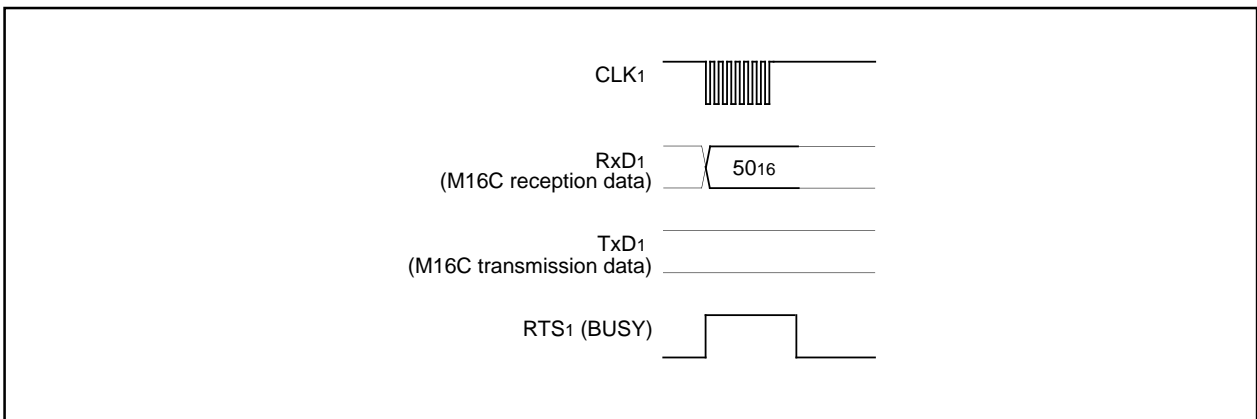 CLK1
RxD1
(M16C reception data)
5016
TxD1
(M16C transmission data)
RTS1 (BUSY)